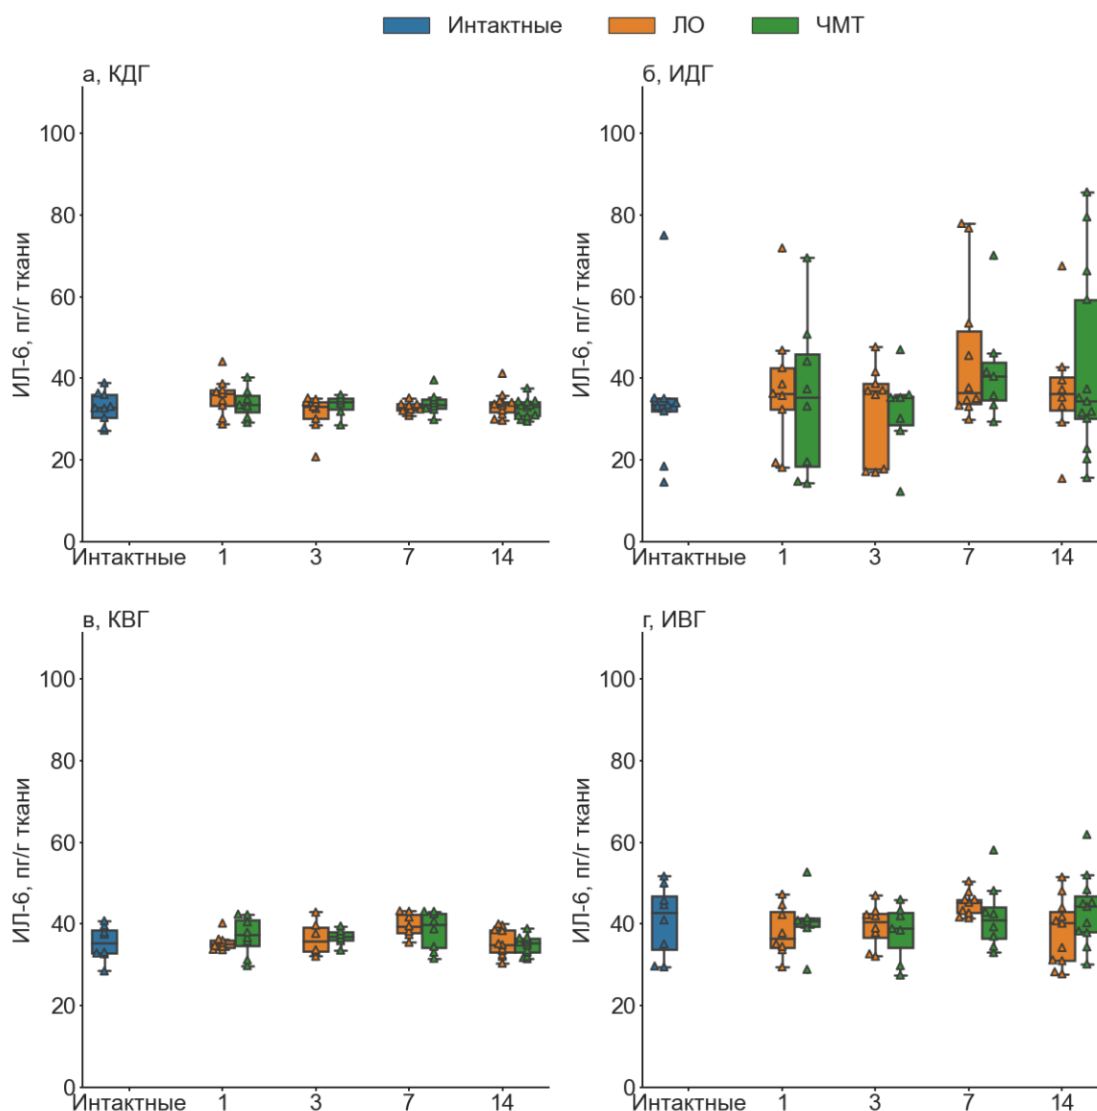 Интактные ЛО ЧМТ
а, КДГ
ИЛ-6, пг/г ткани
100
80
60
40
20
0
Интактные 1 3 7 14
б, ИДГ
ИЛ-6, пг/г ткани
100
80
60
40
20
0
Интактные 1 3 7 14
в, КВГ
ИЛ-6, пг/г ткани
100
80
60
40
20
0
Интактные 1 3 7 14
г, ИВГ
ИЛ-6, пг/г ткани
100
80
60
40
20
0
Интактные 1 3 7 14